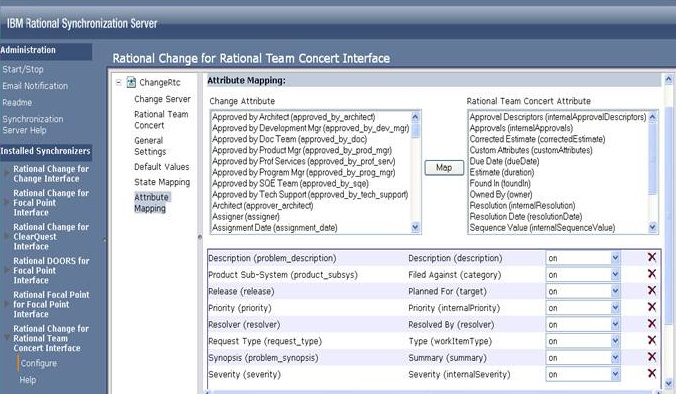 IBM Rational Synchronization Server
Administration
Start/Stop
Email Notification
Readme
Synchronization
Server Help
Installed Synchronizers
Rational Change for
Change Interface
Rational Change for
Focal Point
Interface
Rational Change for
ClearQuest
Interface
Rational DOORS for
Focal Point
Interface
Rational Focal Point
for Focal Point
Interface
Rational Change for
Rational Team
Concert Interface
Configure
Help
Rational Change for Rational Team Concert Interface
ChangeRtc
Change Server
Rational Team
Concert
General
Settings
Default Values
State Mapping
Attribute
Mapping
Attribute Mapping:
Change Attribute
Approved by Architect (approved_by_architect)
Approved by Development Mgr (approved_by_dev_mgr)
Approved by Doc Team (approved_by_doc)
Approved by Product Mgr (approved_by_prod_mgr)
Approved by Prof Services (approved_by_prof_serv)
Approved by Program Mgr (approved_by_prog_mgr)
Approved by SQE Team (approved_by_sqe)
Approved by Tech Support (approved_by_tech_support)
Architect (approver_architect)
Assigner (assigner)
Assignment Date (assignment_date)
Map
Rational Team Concert Attribute
Approval Descriptors (internalApprovalDescriptors)
Approvals (internalApprovals)
Corrected Estimate (correctedEstimate)
Custom Attributes (customAttributes)
Due Date (dueDate)
Estimate (duration)
Found In (foundIn)
Owned By (owner)
Resolution (internalResolution)
Resolution Date (resolutionDate)
Sequence Value (internalSequenceValue)
Description (problem_description) Description (description) on
Product Sub-System (product_subsys) Filed Against (category) on
Release (release) Planned For (target) on
Priority (priority) Priority (internalPriority) on
Resolver (resolver) Resolved By (resolver) on
Request Type (request_type) Type (workItemType) on
Synopsis (problem_synopsis) Summary (summary) on
Severity (severity) Severity (internalSeverity) on